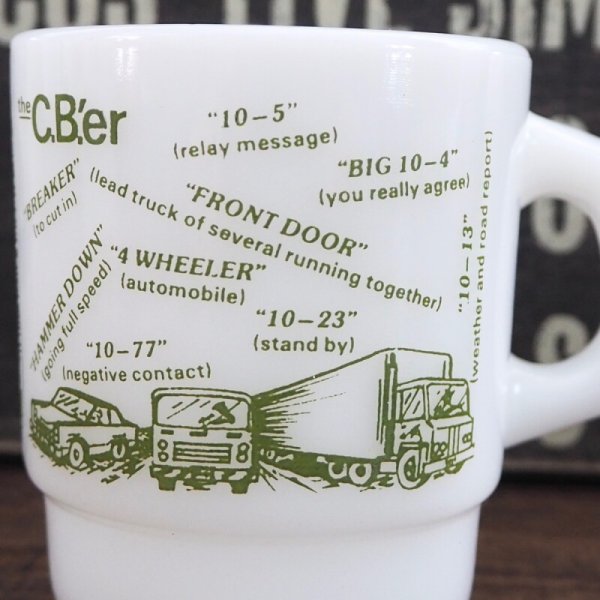 the C.B.'er
"10-5"
(relay message)
"BIG 10-4"
(you really agree)
"BREAKER"
(to cut in)
"FRONT DOOR"
(lead truck of several running together)
"10-13"
(weather and road report)
"HAMMER DOWN"
(going full speed)
"4 WHEELER"
(automobile)
"10-23"
(stand by)
"10-77"
(negative contact)